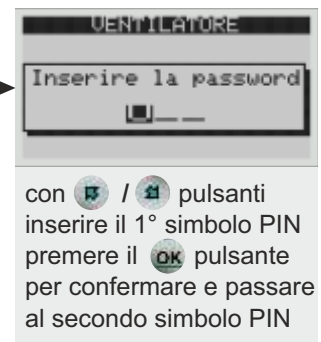 VENTILATORE
Inserire la password
con / pulsanti
inserire il 1° simbolo PIN
premere il OK pulsante
per confermare e passare
al secondo simbolo PIN